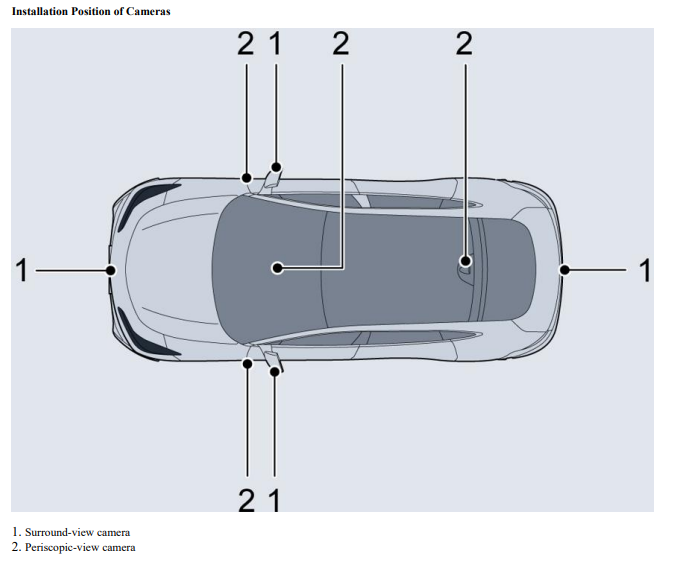 Installation Position of Cameras
2 1 2 2
1 1
2 1
1. Surround-view camera
2. Periscopic-view camera